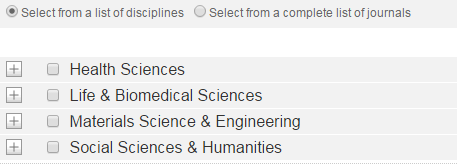 Select from a list of disciplines Select from a complete list of journals
Health Sciences
Life & Biomedical Sciences
Materials Science & Engineering
Social Sciences & Humanities